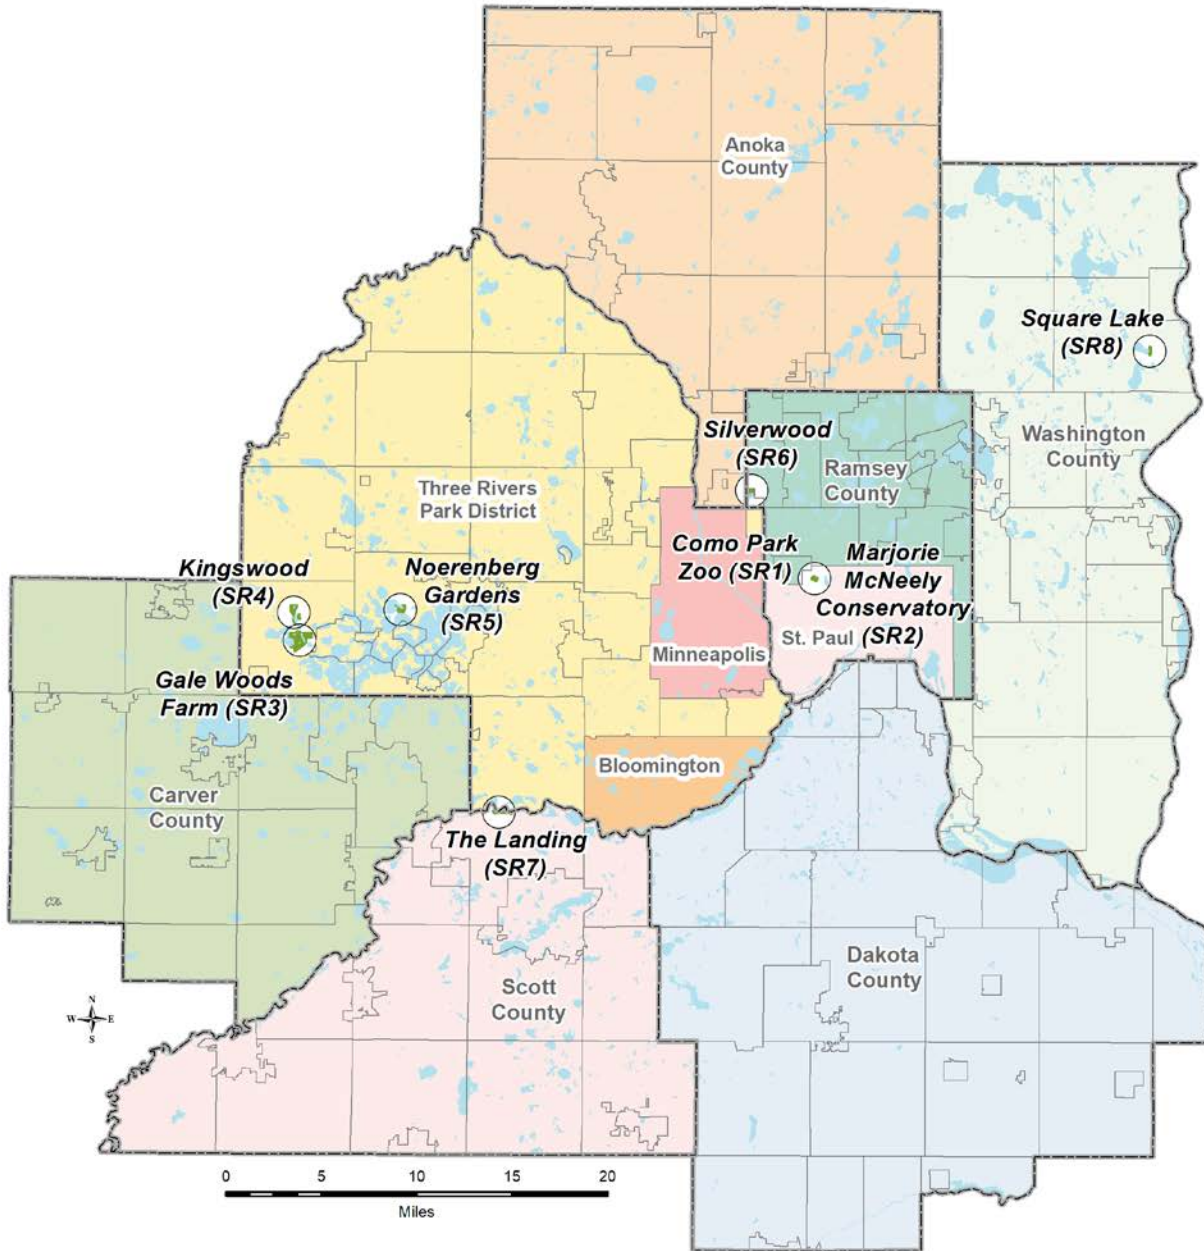 Anoka
County
Square Lake
(SR8)
Silverwood
(SR6)
Washington
County
Ramsey
County
Three Rivers
Park District
Como Park
Zoo (SR1)
Marjorie
McNeely
Conservatory
(SR2)
Kingswood
(SR4)
Noerenberg
Gardens
(SR5)
St. Paul
Minneapolis
Gale Woods
Farm (SR3)
Bloomington
Carver
County
The Landing
(SR7)
Dakota
County
Scott
County
N
W E
S
0 5 10 15 20
Miles